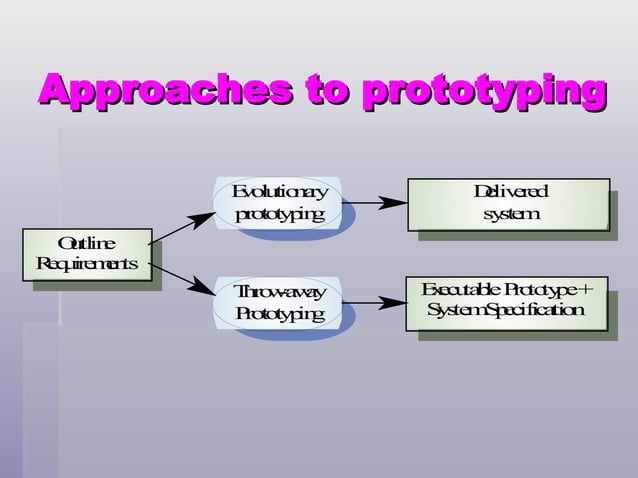 Approaches to prototyping
Evolutionary
prototyping
Delivered
system
Outline
Requirements
Throw-away
Prototyping
Executable Prototype +
System Specification